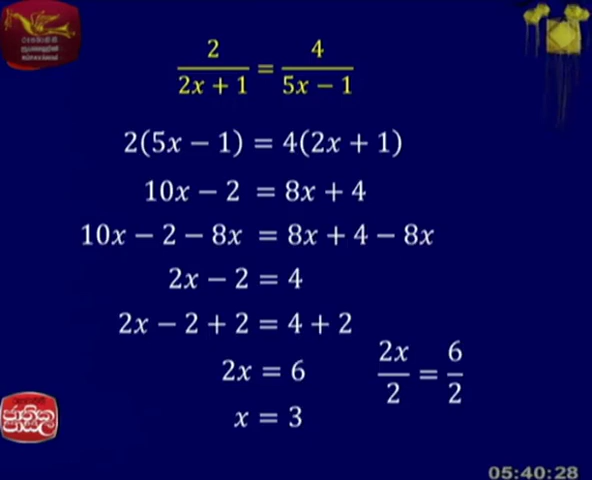 2/(2x + 1) = 4/(5x − 1)
2(5x − 1) = 4(2x + 1)
10x − 2 = 8x + 4
10x − 2 − 8x = 8x + 4 − 8x
2x − 2 = 4
2x − 2 + 2 = 4 + 2
2x = 6
2x/2 = 6/2
x = 3
ජාතික
පාසල
05:40:28